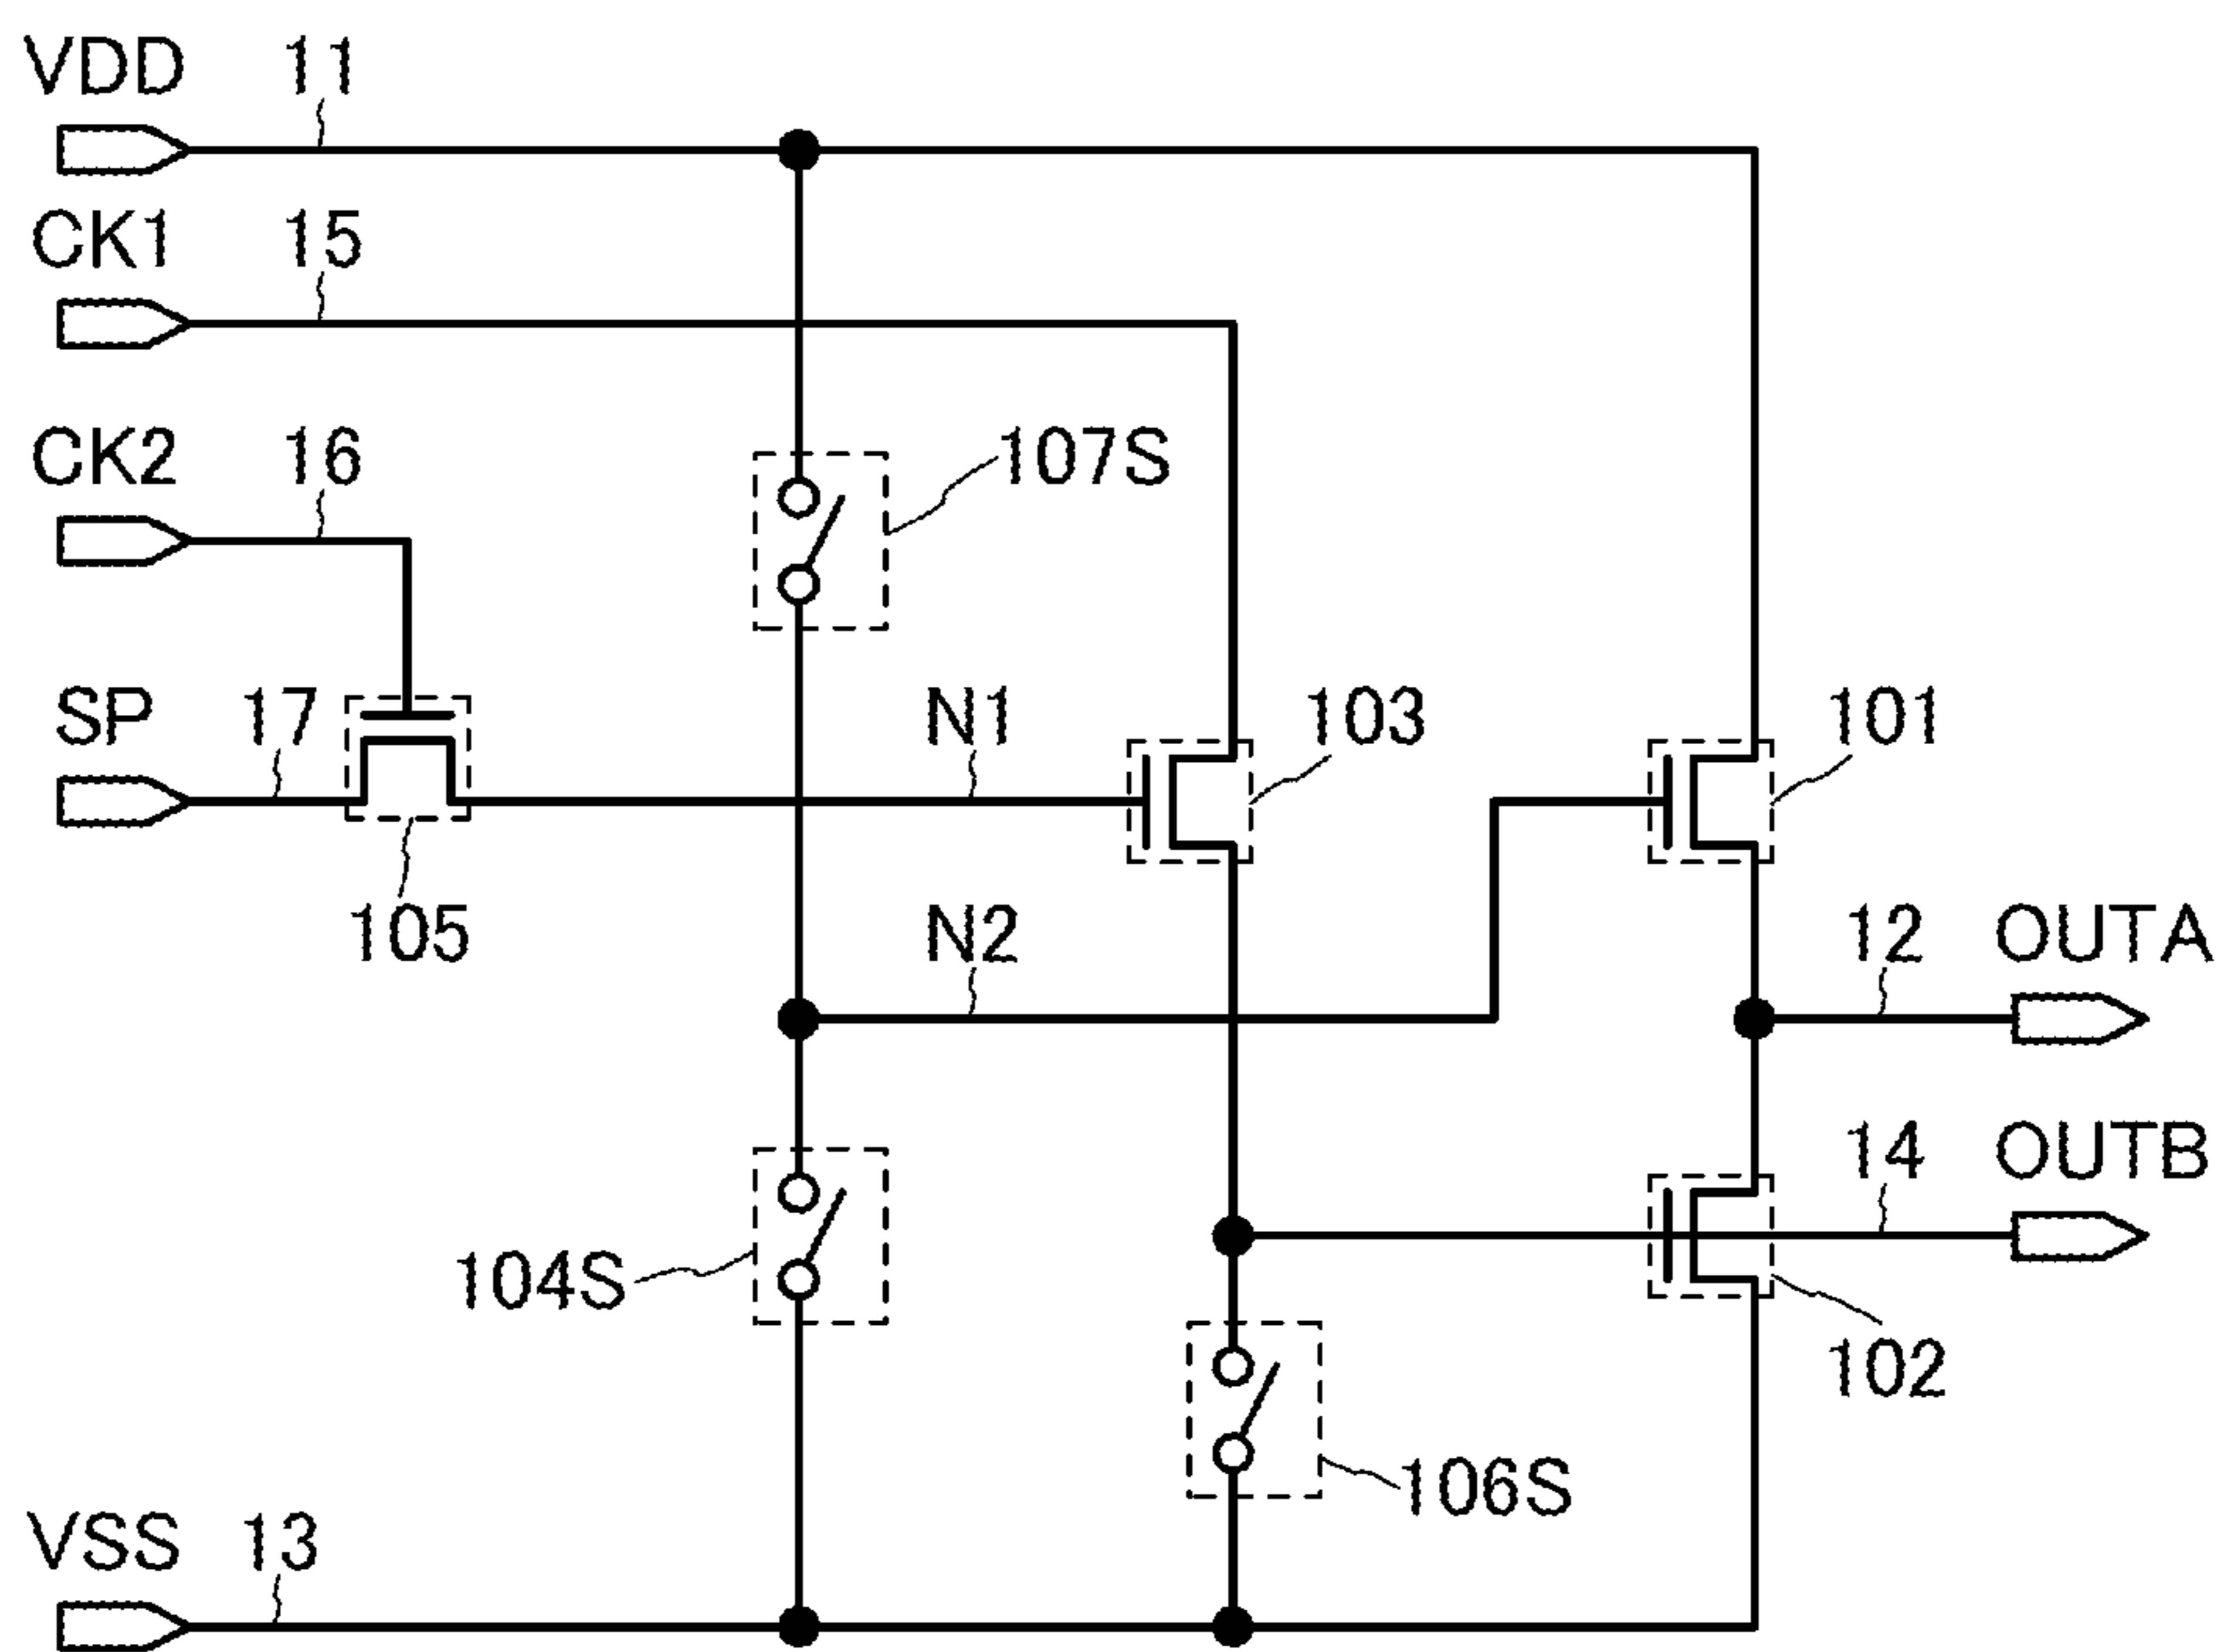 VDD 11
CK1 15
CK2 16
107S
SP 17
N1
103
101
105
N2
12 OUTA
14 OUTB
104S
102
106S
VSS 13